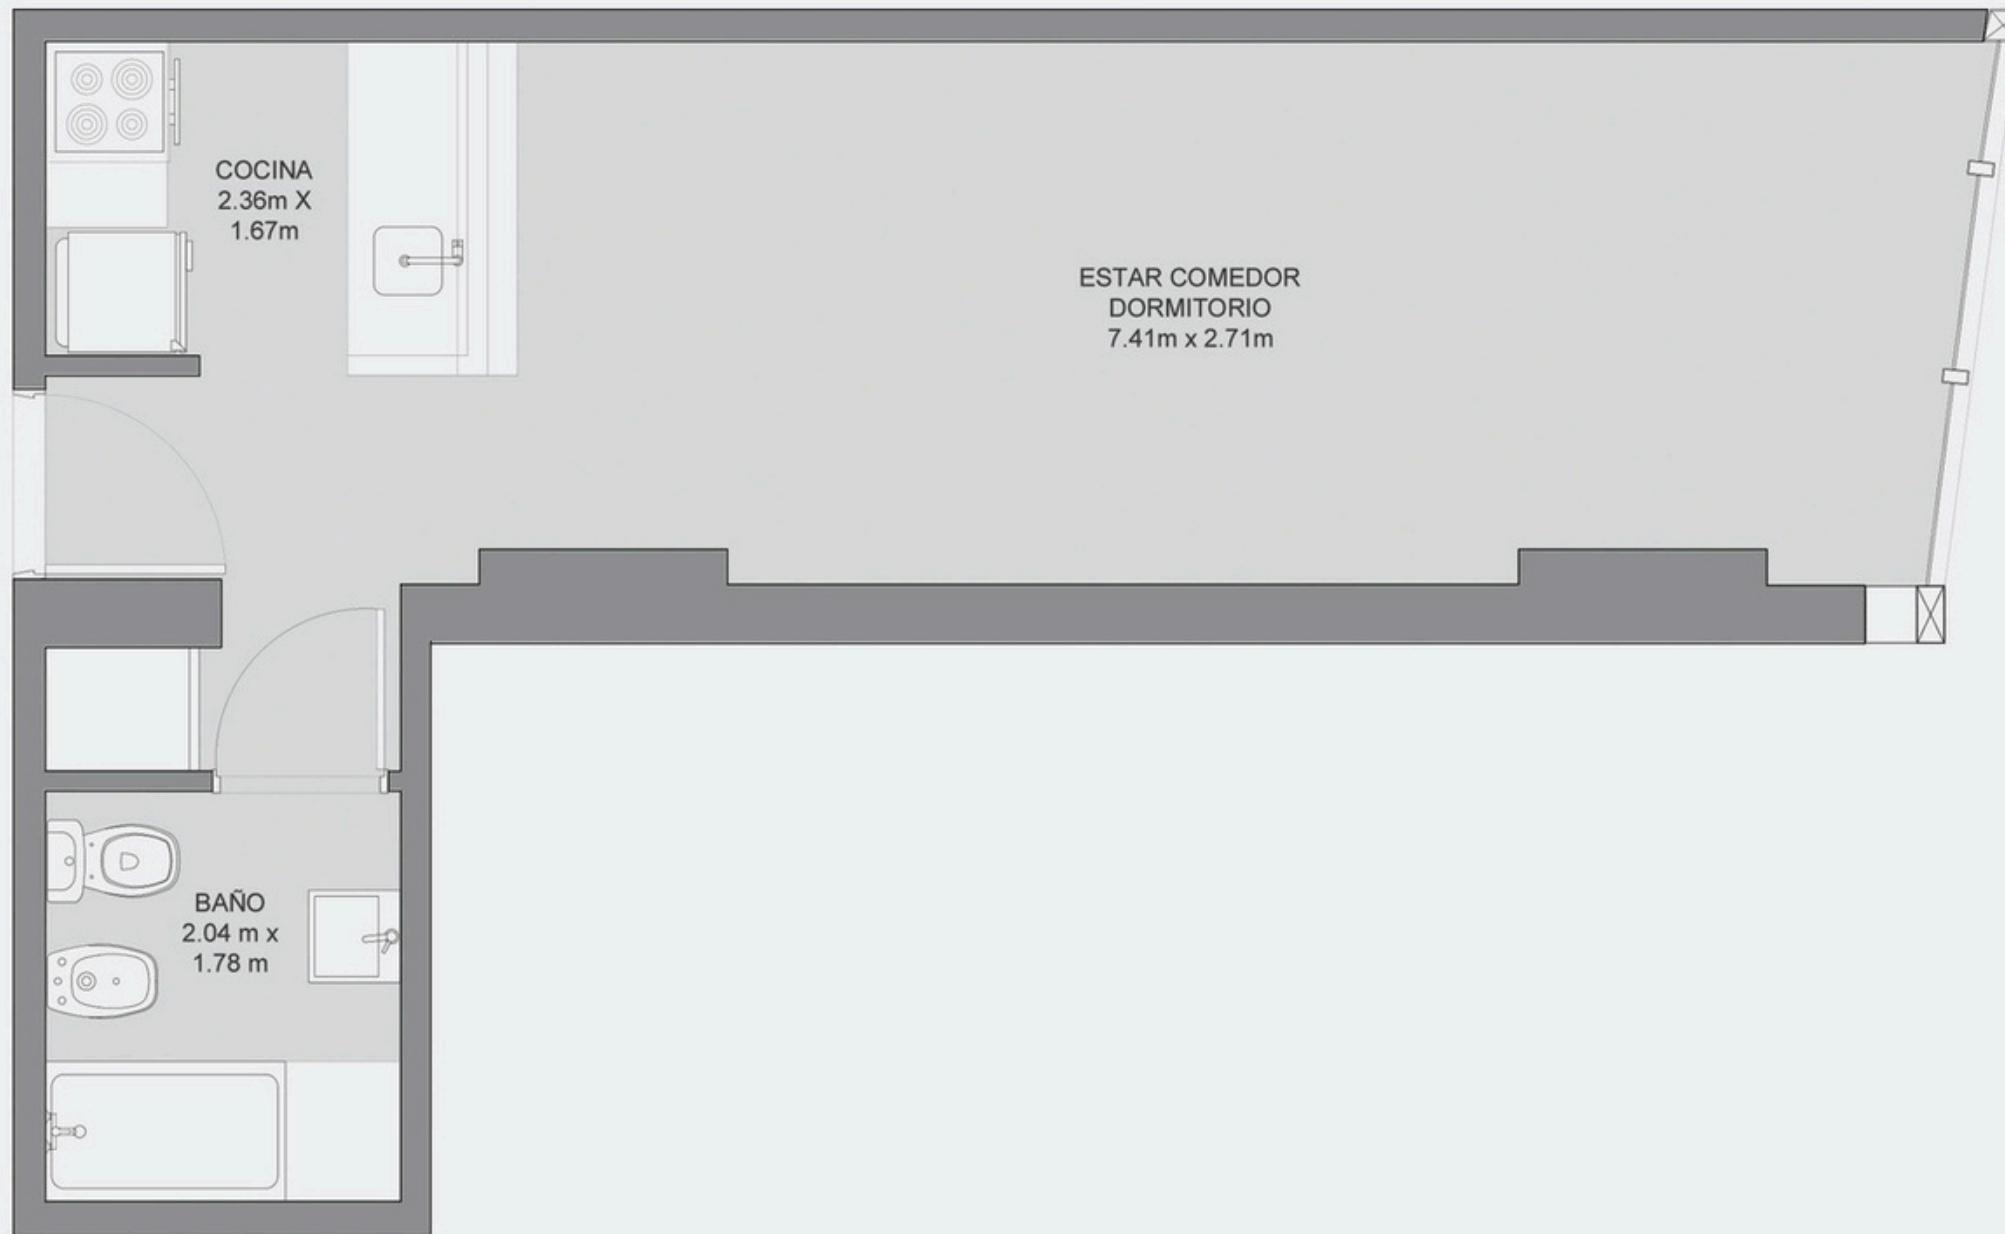 COCINA
2.36m X
1.67m
ESTAR COMEDOR
DORMITORIO
7.41m x 2.71m
BAÑO
2.04 m x
1.78 m